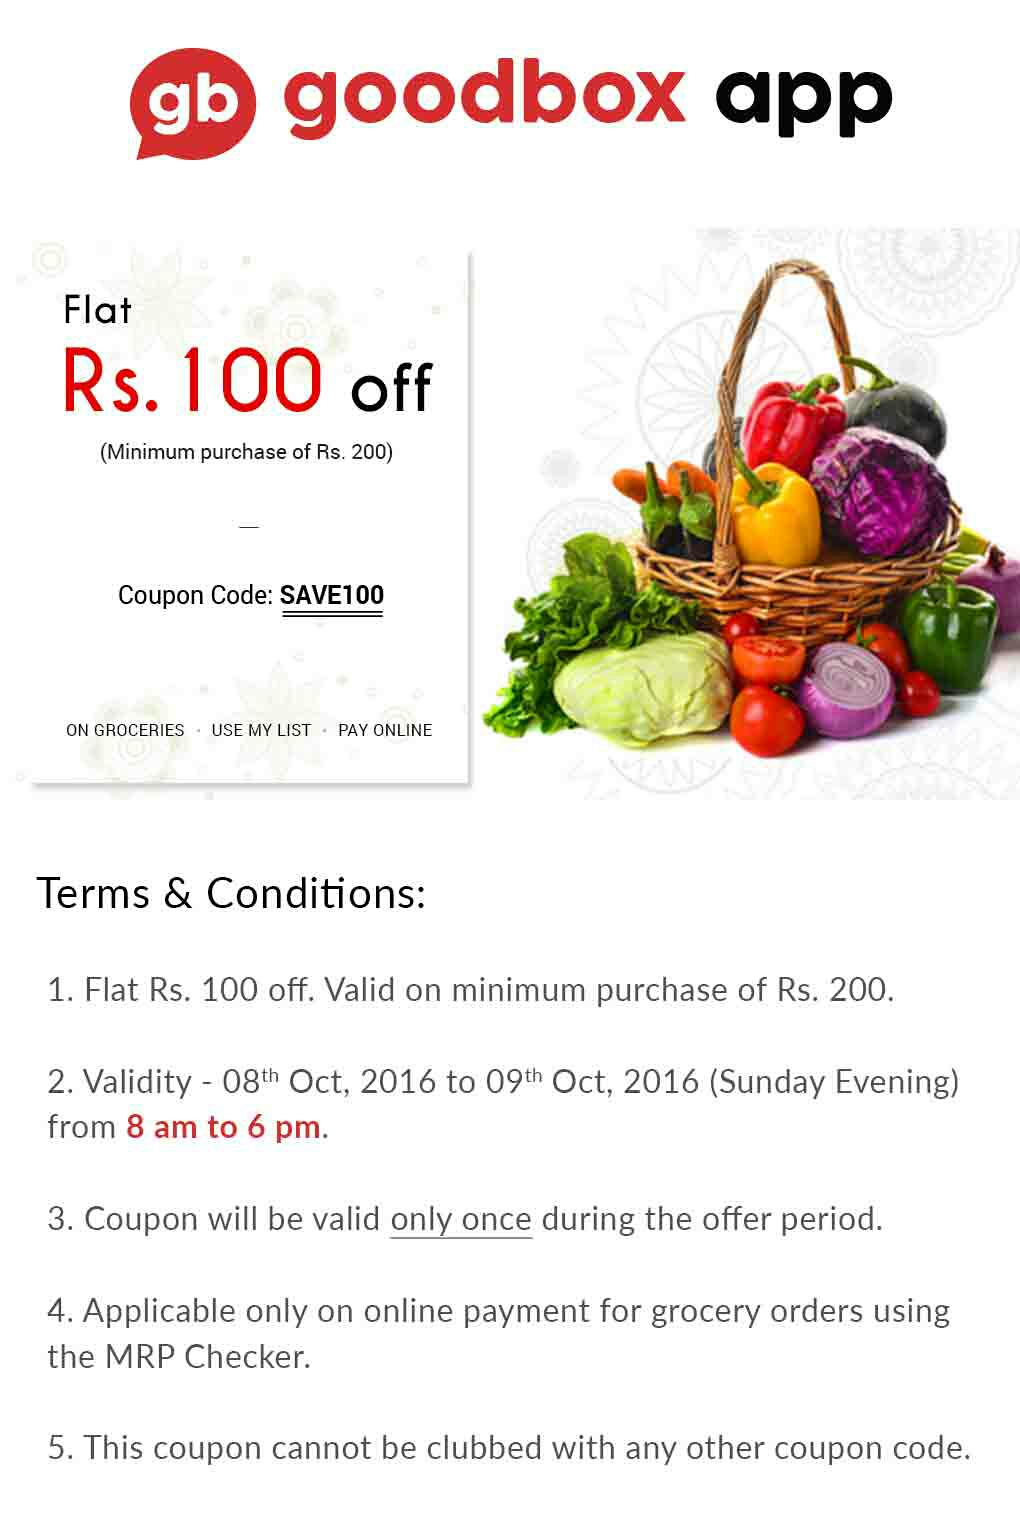 gb goodbox app
Flat
Rs. 100 off
(Minimum purchase of Rs. 200)
Coupon Code: SAVE100
ON GROCERIES • USE MY LIST • PAY ONLINE
Terms & Conditions:
1. Flat Rs. 100 off. Valid on minimum purchase of Rs. 200.
2. Validity - 08th Oct, 2016 to 09th Oct, 2016 (Sunday Evening)
from 8 am to 6 pm.
3. Coupon will be valid only once during the offer period.
4. Applicable only on online payment for grocery orders using
the MRP Checker.
5. This coupon cannot be clubbed with any other coupon code.